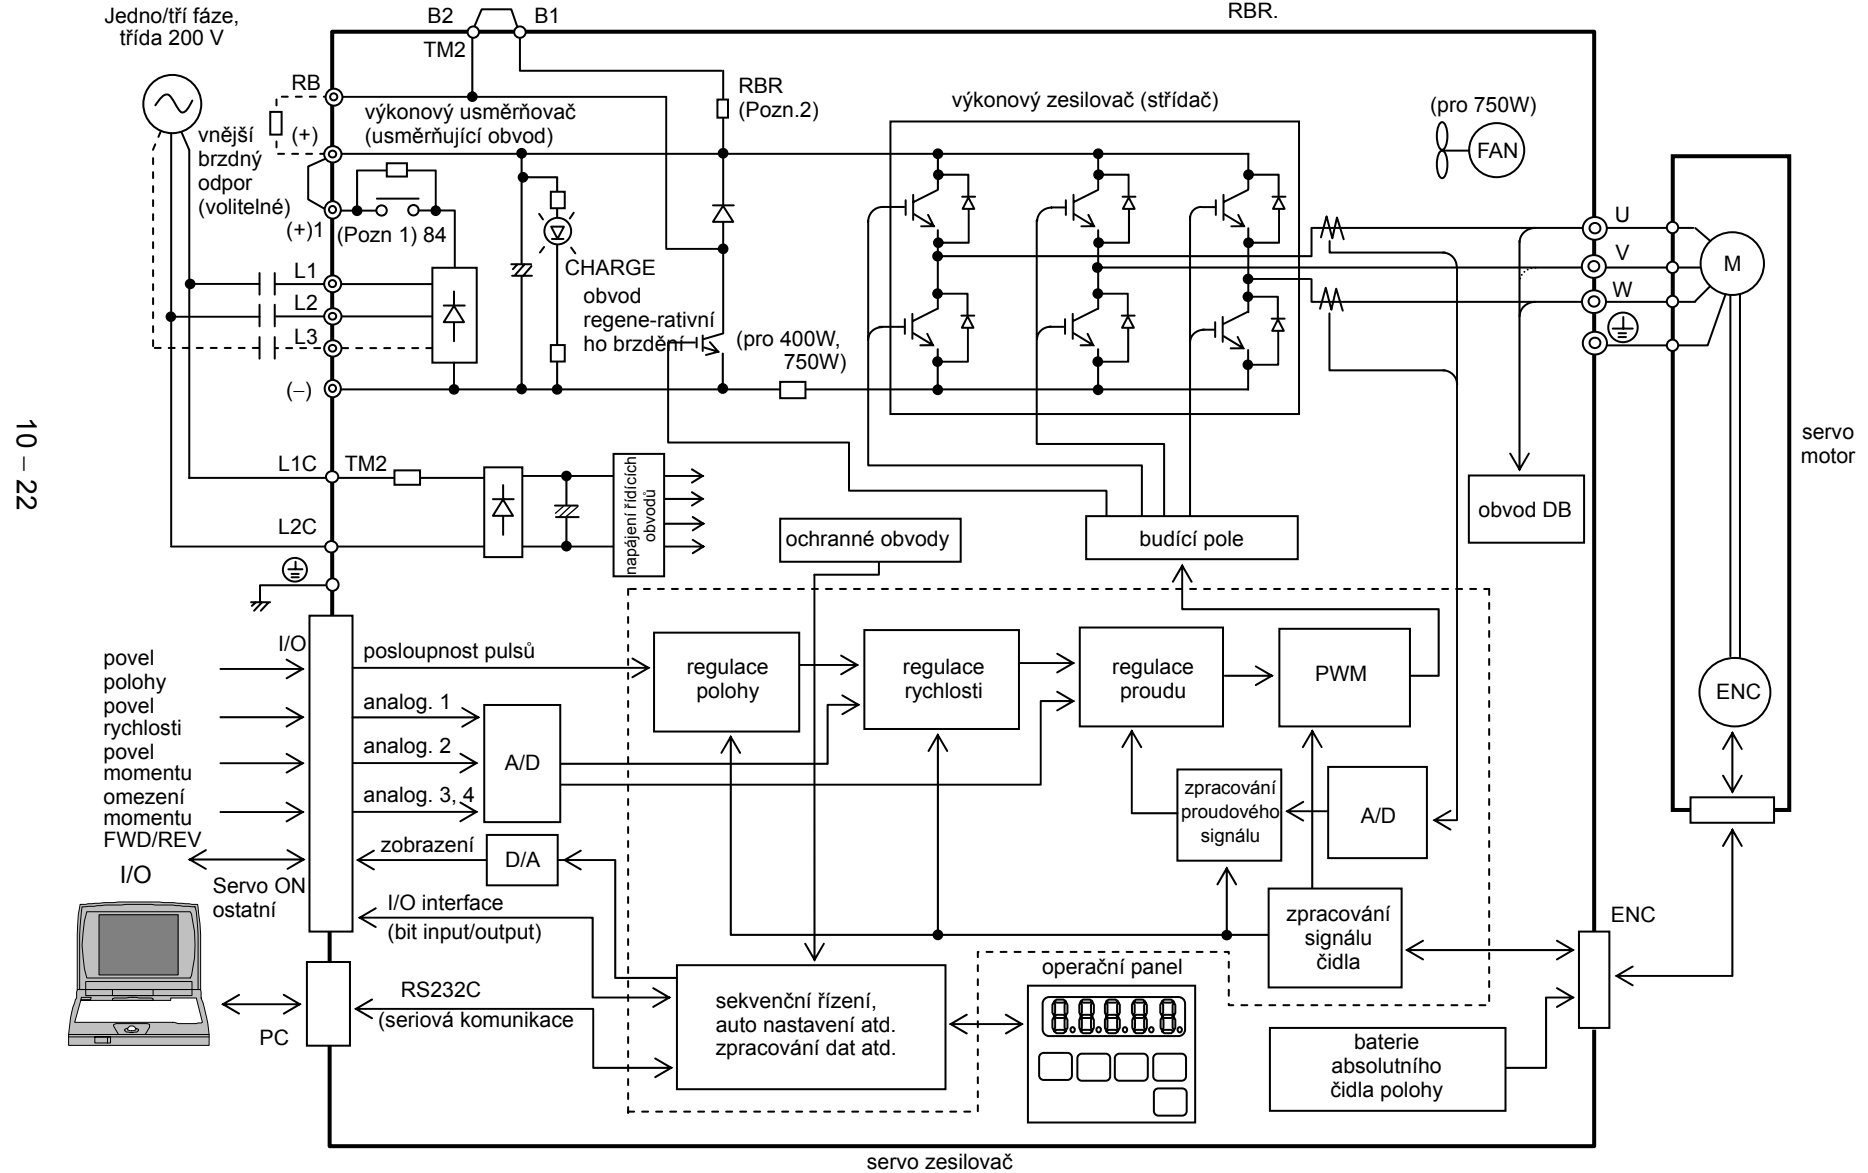 RBR.
Jedno/tří fáze,
třída 200 V
B2
B1
TM2
RB
(+)
výkonový usměrňovač
(usměrňující obvod)
RBR
(Pozn.2)
výkonový zesilovač (střídač)
(pro 750W)
FAN
vnější
brzdný
odpor
(volitelné)
(+)1
(Pozn 1) 84
L1
L2
L3
(–)
CHARGE
obvod
regene-rativní
ho brzdění
(pro 400W,
750W)
U
V
W
M
servo
motor
10 – 22
L1C
TM2
L2C
napájení řídících
obvodů
ochranné obvody
budící pole
obvod DB
I/O
povel
polohy
povel
rychlosti
povel
momentu
omezení
momentu
FWD/REV
I/O
Servo ON
ostatní
posloupnost pulsů
analog. 1
analog. 2
analog. 3, 4
A/D
zobrazení
D/A
I/O interface
(bit input/output)
RS232C
(seriová komunikace
PC
regulace
polohy
regulace
rychlosti
regulace
proudu
PWM
zpracování
proudového
signálu
A/D
zpracování
signálu
čidla
ENC
ENC
sekvenční řízení,
auto nastavení atd.
zpracování dat atd.
operační panel
8.8.8.8.8.
baterie
absolutního
čidla polohy
servo zesilovač